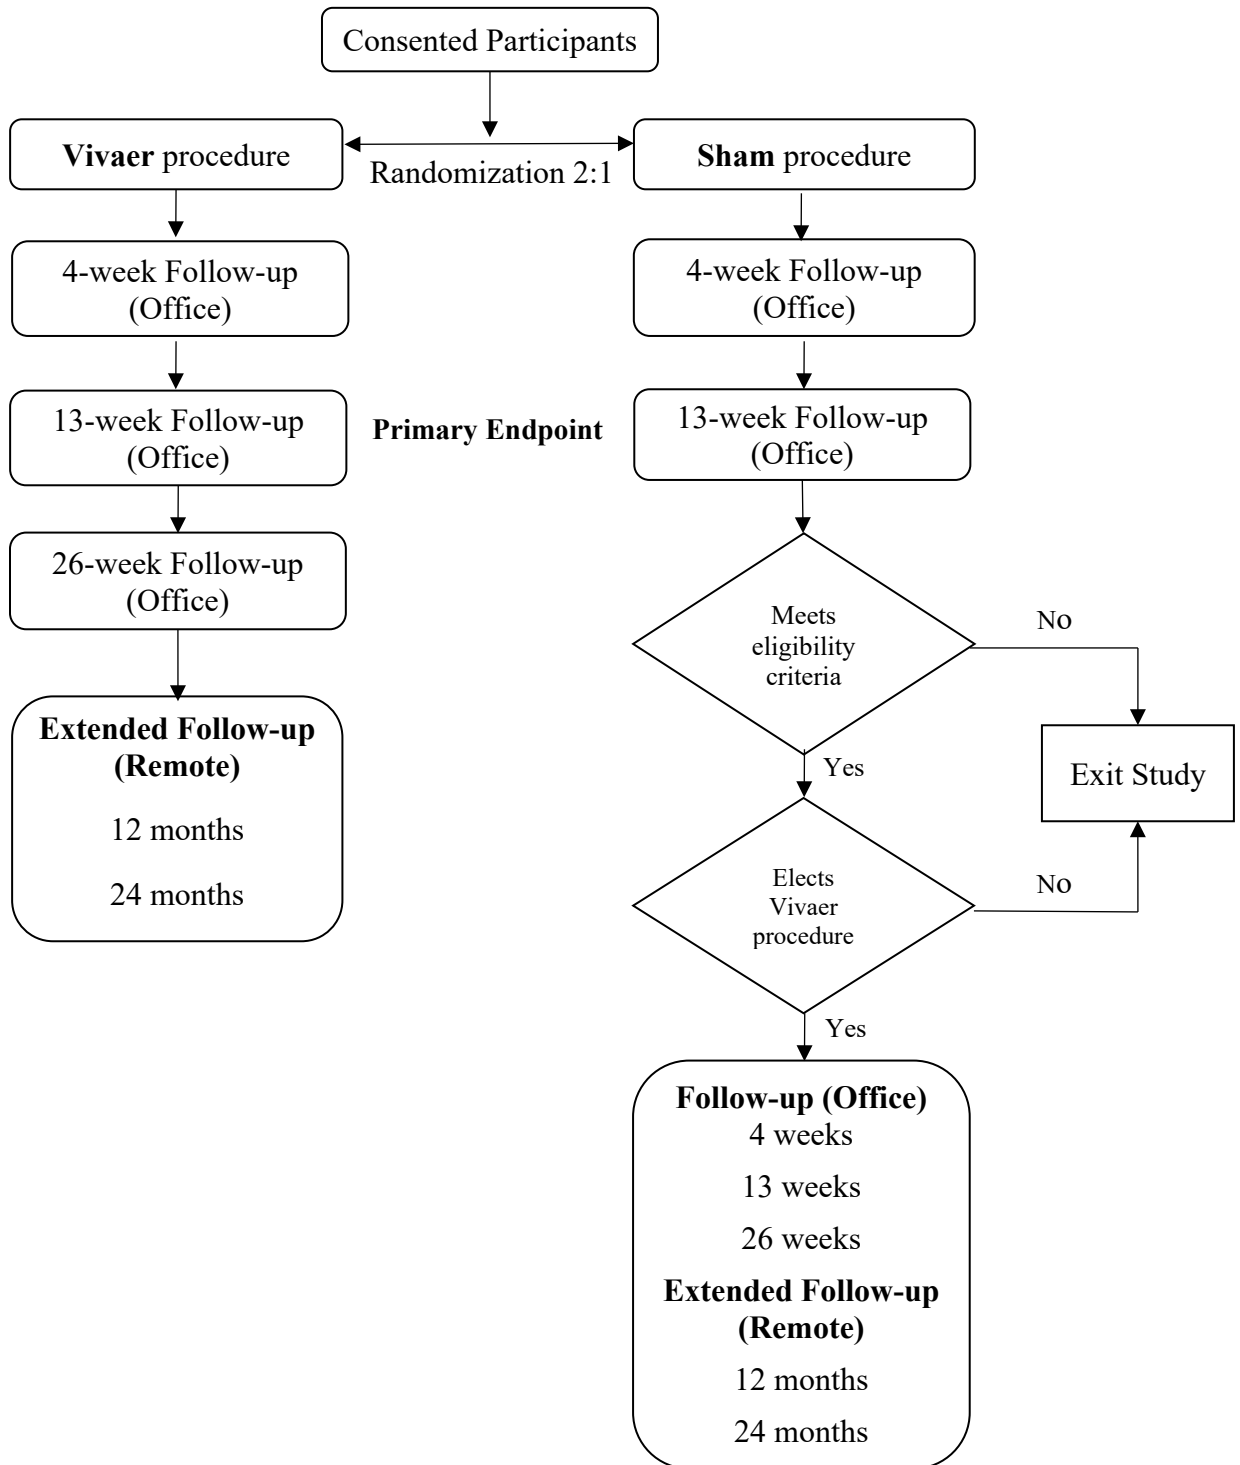 Consented Participants
Vivaer procedure
Randomization 2:1
Sham procedure
4-week Follow-up
(Office)
4-week Follow-up
(Office)
13-week Follow-up
(Office)
Primary Endpoint
13-week Follow-up
(Office)
26-week Follow-up
(Office)
Meets
eligibility
criteria
No
Extended Follow-up
(Remote)
12 months
24 months
Yes
Exit Study
Elects
Vivaer
procedure
No
Yes
Follow-up (Office)
4 weeks
13 weeks
26 weeks
Extended Follow-up
(Remote)
12 months
24 months